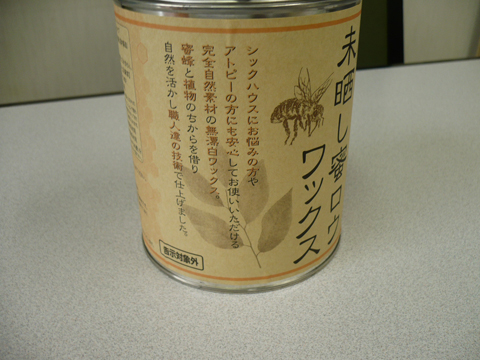 未晒し蜜ロウ
ワックス
シックハウスにお悩みの方や
アトピーの方にも安心してお使いいただける
完全自然素材の無漂白ワックス。
蜜蜂と植物のちからを借り
自然を活かし職人達の技術で仕上げました。
表示対象外